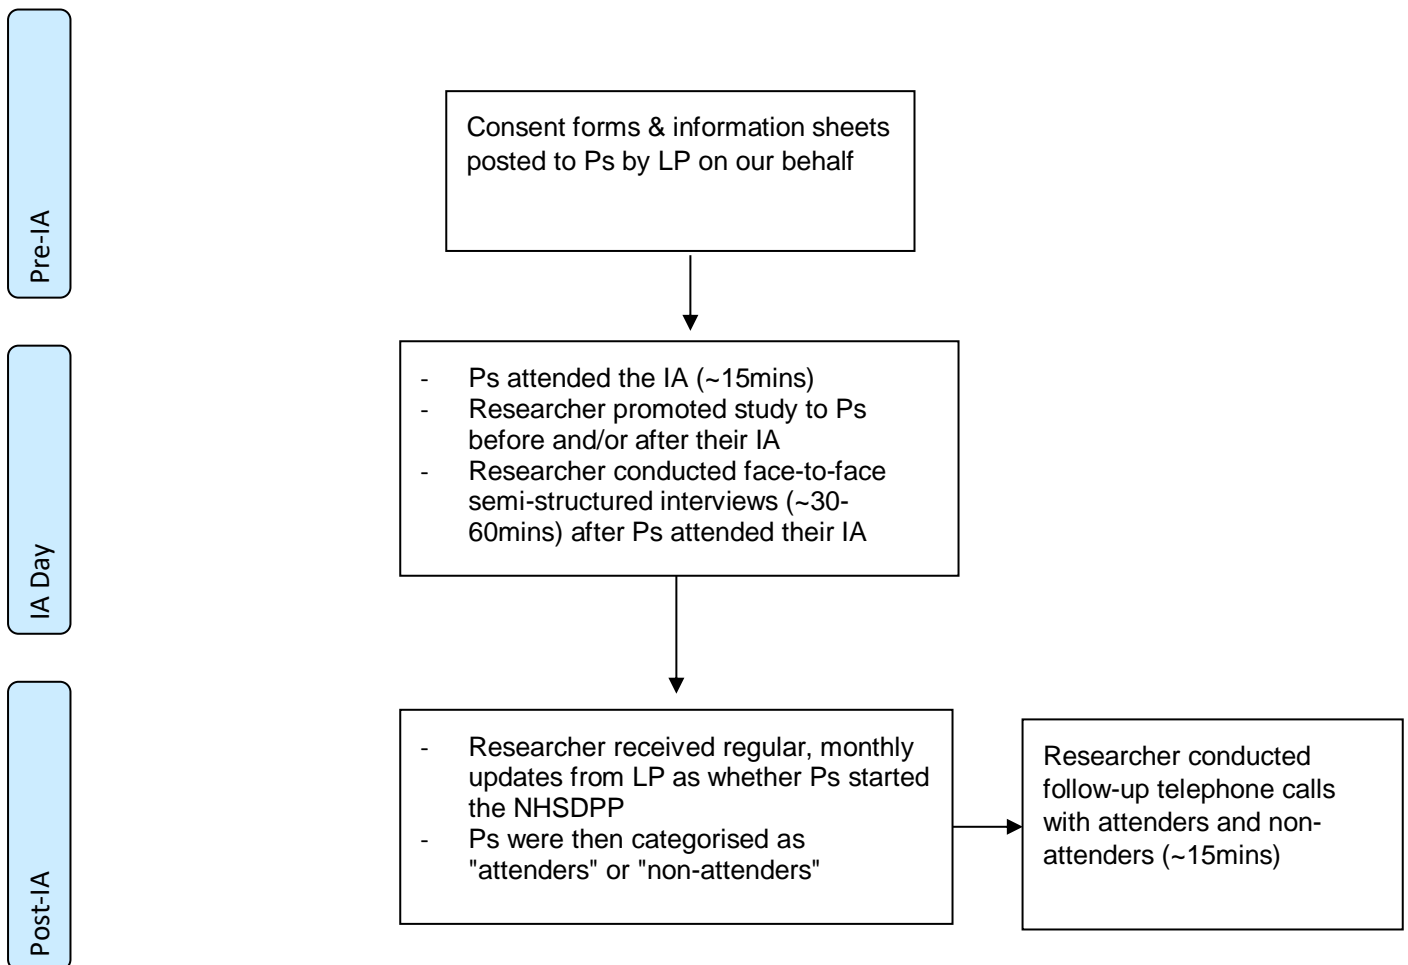 Pre-IA
Consent forms & information sheets
posted to Ps by LP on our behalf
IA Day
- Ps attended the IA (~15mins)
- Researcher promoted study to Ps
before and/or after their IA
- Researcher conducted face-to-face
semi-structured interviews (~30-
60mins) after Ps attended their IA
Post-IA
- Researcher received regular, monthly
updates from LP as whether Ps started
the NHSDPP
- Ps were then categorised as
"attenders" or "non-attenders"
Researcher conducted
follow-up telephone calls
with attenders and non-
attenders (~15mins)